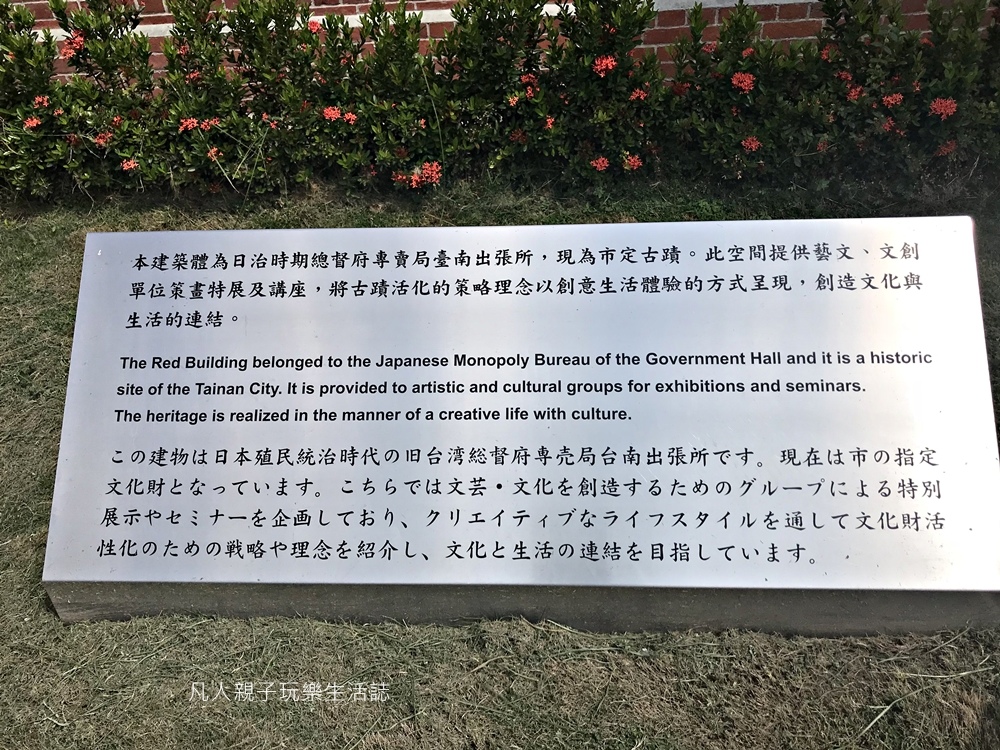 本建築體為日治時期總督府專賣局臺南出張所，現為市定古蹟。此空間提供藝文、文創
單位策畫特展及講座，將古蹟活化的策略理念以創意生活體驗的方式呈現，創造文化與
生活的連結。
The Red Building belonged to the Japanese Monopoly Bureau of the Government Hall and it is a historic
site of the Tainan City. It is provided to artistic and cultural groups for exhibitions and seminars.
The heritage is realized in the manner of a creative life with culture.
この建物は日本殖民統治時代の旧台湾総督府専売局台南出張所です。現在は市の指定
文化財となっています。こちらでは文芸・文化を創造するためのグループによる特別
展示やセミナーを企画しており、クリエイティブなライフスタイルを通して文化財活
性化のための戦略や理念を紹介し、文化と生活の連結を目指しています。
凡人親子玩樂生活誌